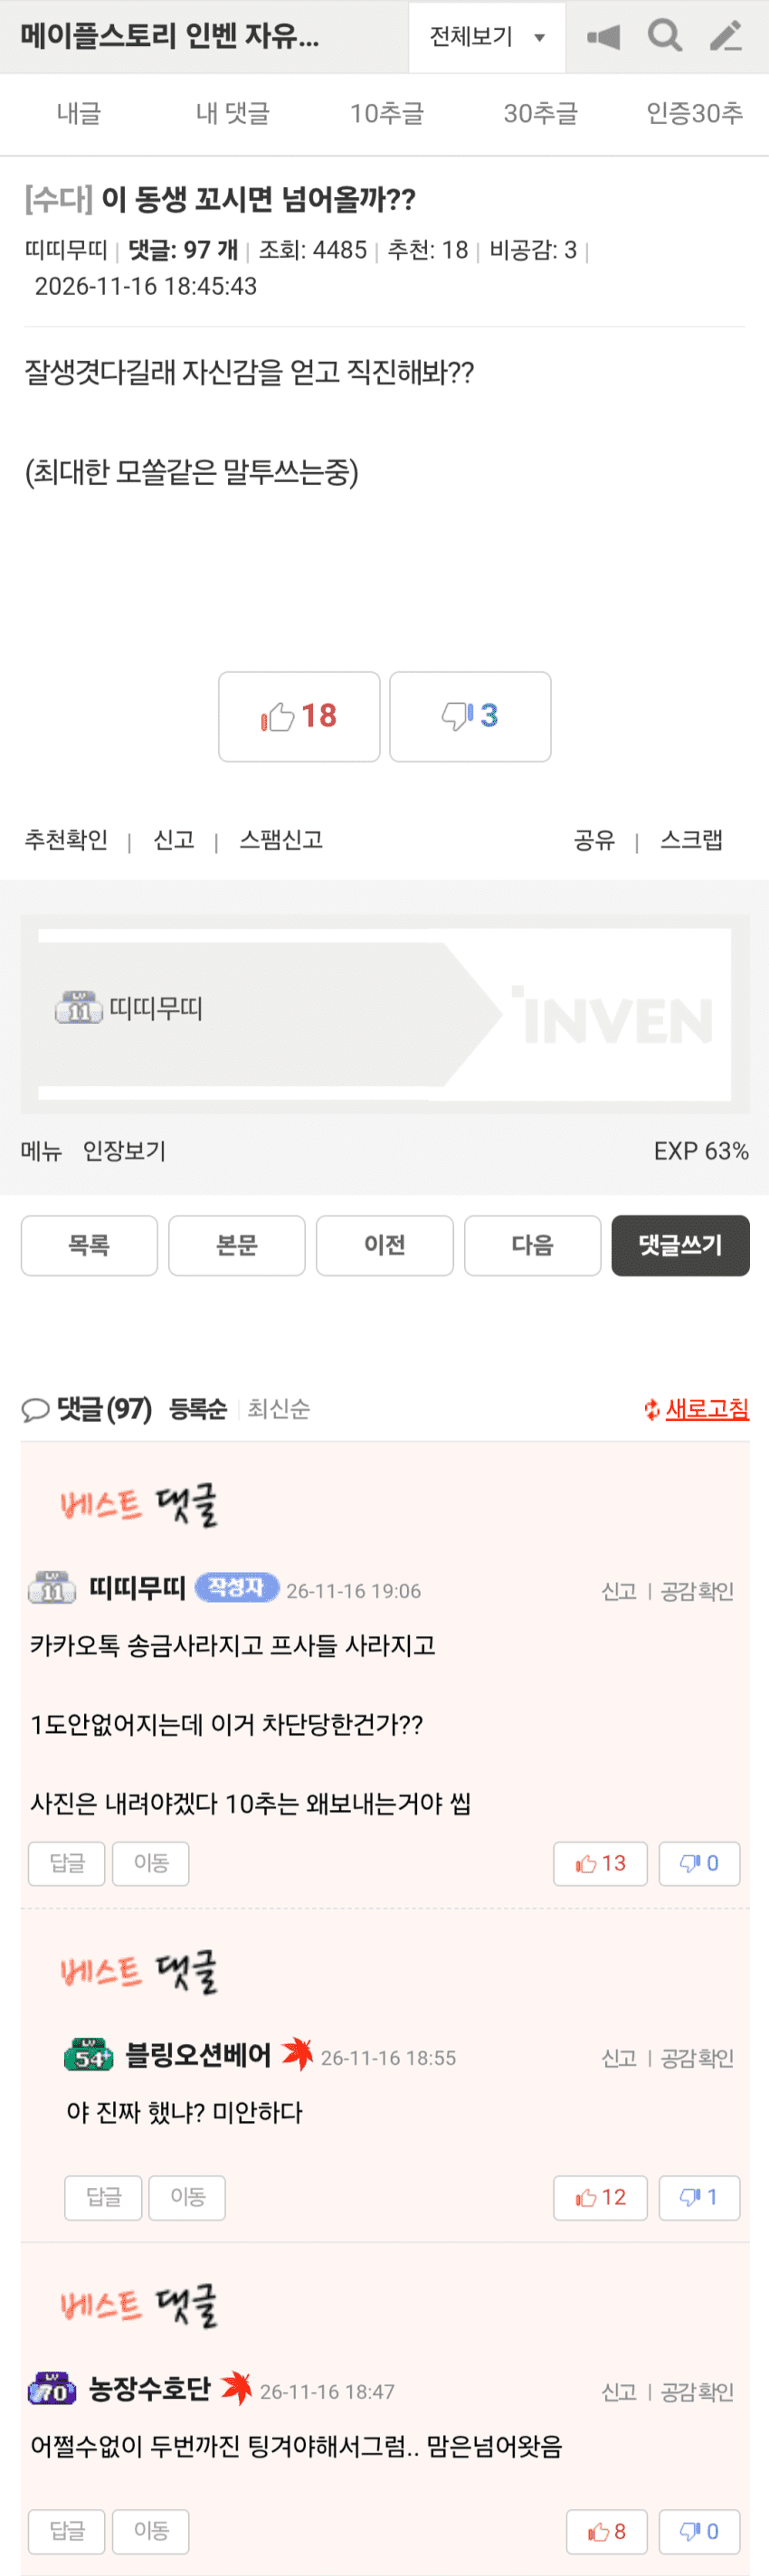 메이플스토리 인벤 자유...
전체보기
내글 내 댓글 10추글 30추글 인증30추
[수다] 이 동생 꼬시면 넘어올까??
띠띠무띠 | 댓글: 97 개 | 조회: 4485 | 추천: 18 | 비공감: 3 |
2026-11-16 18:45:43
잘생겻다길래 자신감을 얻고 직진해봐??
(최대한 모쏠같은 말투쓰는중)
18 3
추천확인 | 신고 | 스팸신고 공유 | 스크랩
LV 11 띠띠무띠 INVEN
메뉴 인장보기 EXP 63%
목록 본문 이전 다음 댓글쓰기
댓글(97) 등록순 최신순 새로고침
베스트 댓글
LV 11 띠띠무띠 작성자 26-11-16 19:06 신고 | 공감확인
카카오톡 송금사라지고 프사들 사라지고
1도안없어지는데 이거 차단당한건가??
사진은 내려야겠다 10추는 왜보내는거야 씹
답글 이동 13 0
베스트 댓글
LV 54+ 블링오션베어 26-11-16 18:55 신고 | 공감확인
야 진짜 했냐? 미안하다
답글 이동 12 1
베스트 댓글
LV 70 농장수호단 26-11-16 18:47 신고 | 공감확인
어쩔수없이 두번까진 팅겨야해서그럼.. 맘은넘어왓음
답글 이동 8 0